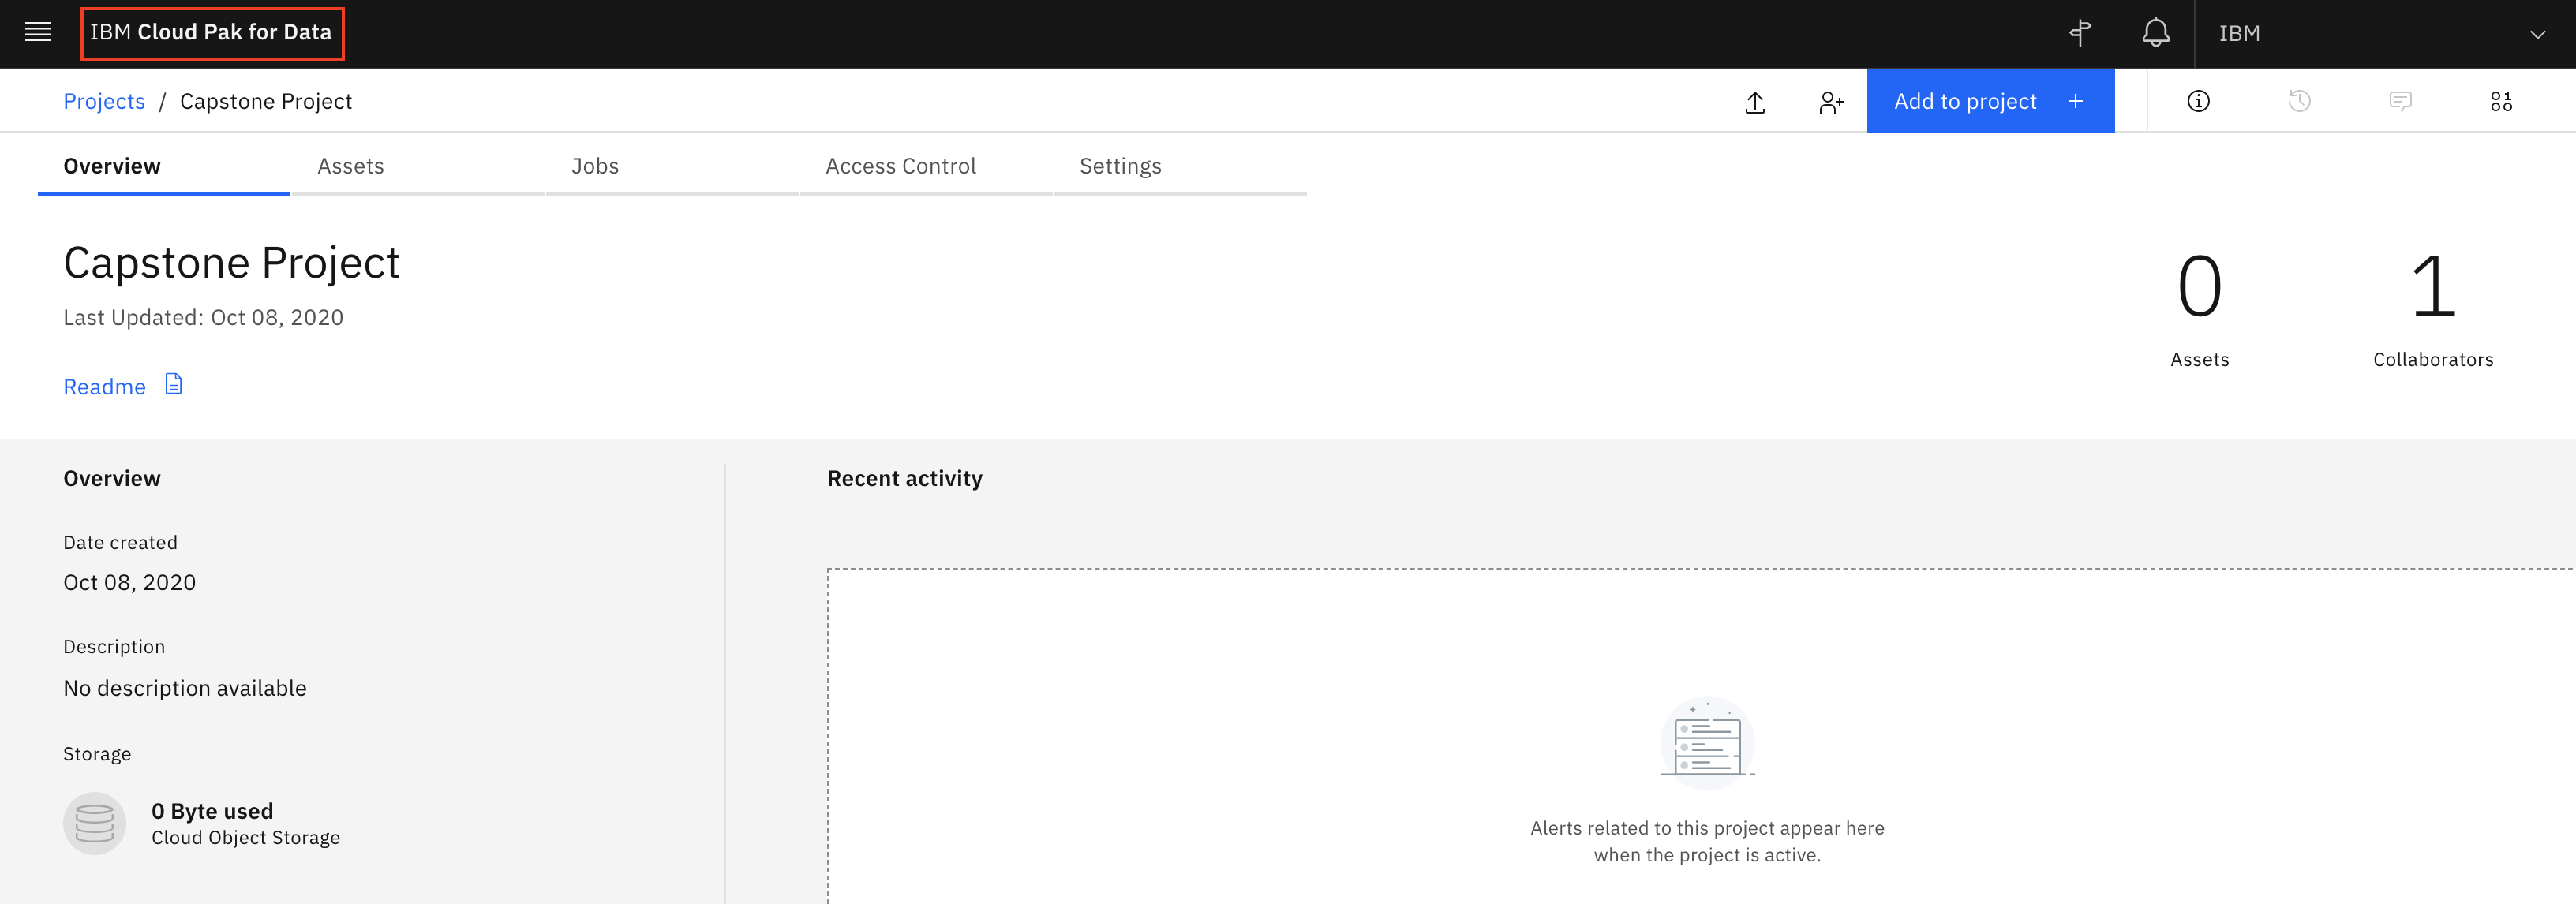 IBM Cloud Pak for Data
IBM
Projects / Capstone Project
Add to project +
Overview
Assets
Jobs
Access Control
Settings
Capstone Project
Last Updated: Oct 08, 2020
Readme
0
Assets
1
Collaborators
Overview
Date created
Oct 08, 2020
Description
No description available
Storage
0 Byte used
Cloud Object Storage
Recent activity
Alerts related to this project appear here
when the project is active.